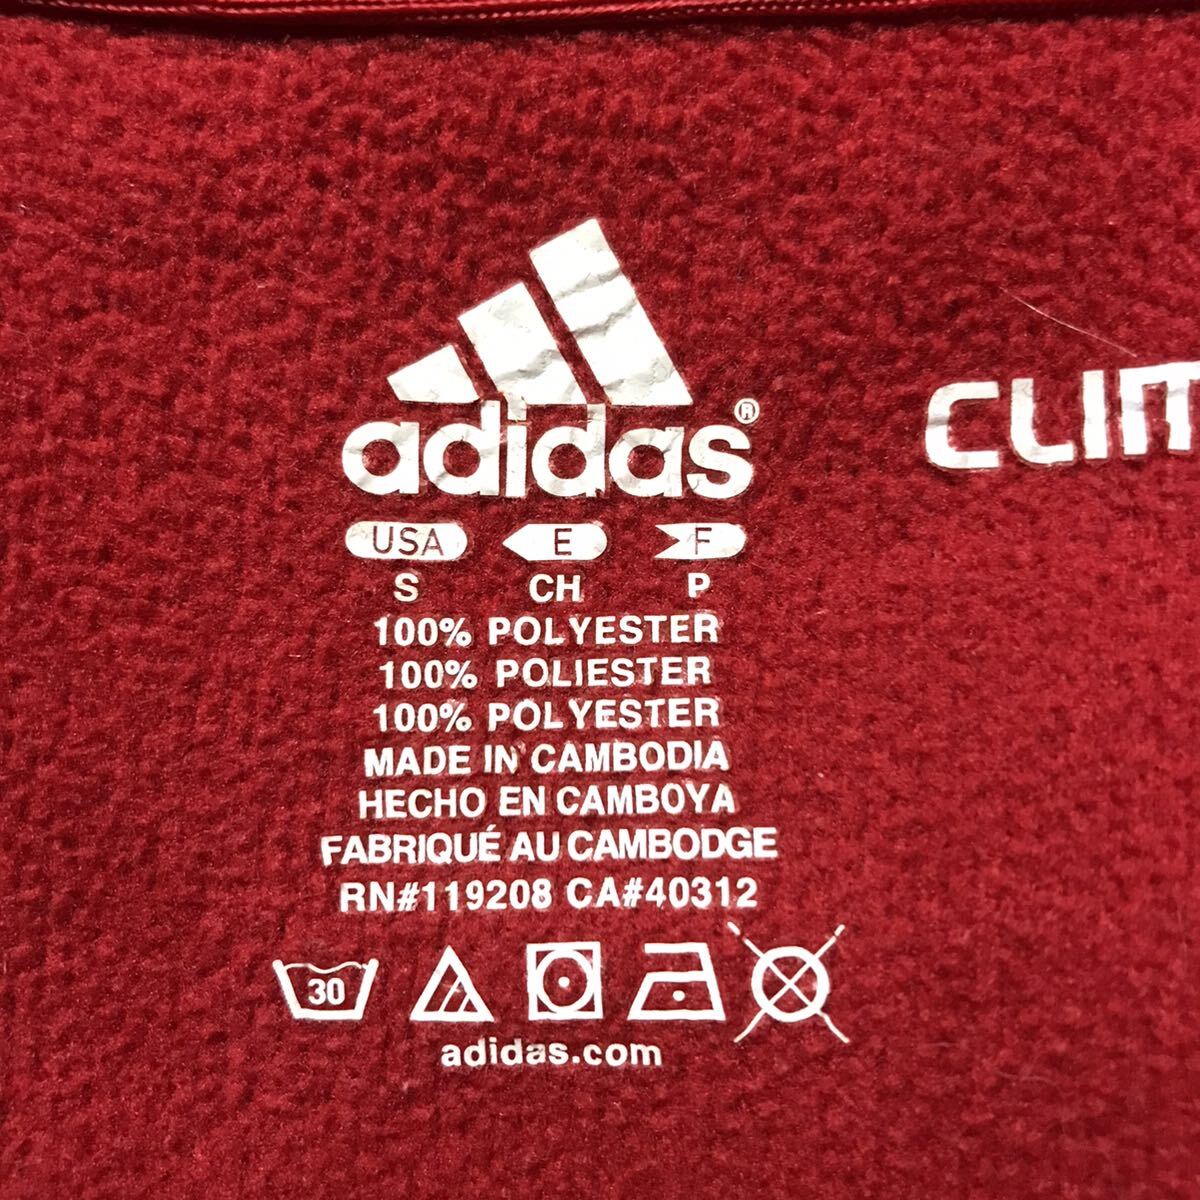 adidas®
CLIM
USA E F
S CH P
100% POLYESTER
100% POLIESTER
100% POLYESTER
MADE IN CAMBODIA
HECHO EN CAMBOYA
FABRIQUÉ AU CAMBODGE
RN#119208 CA#40312
30
adidas.com